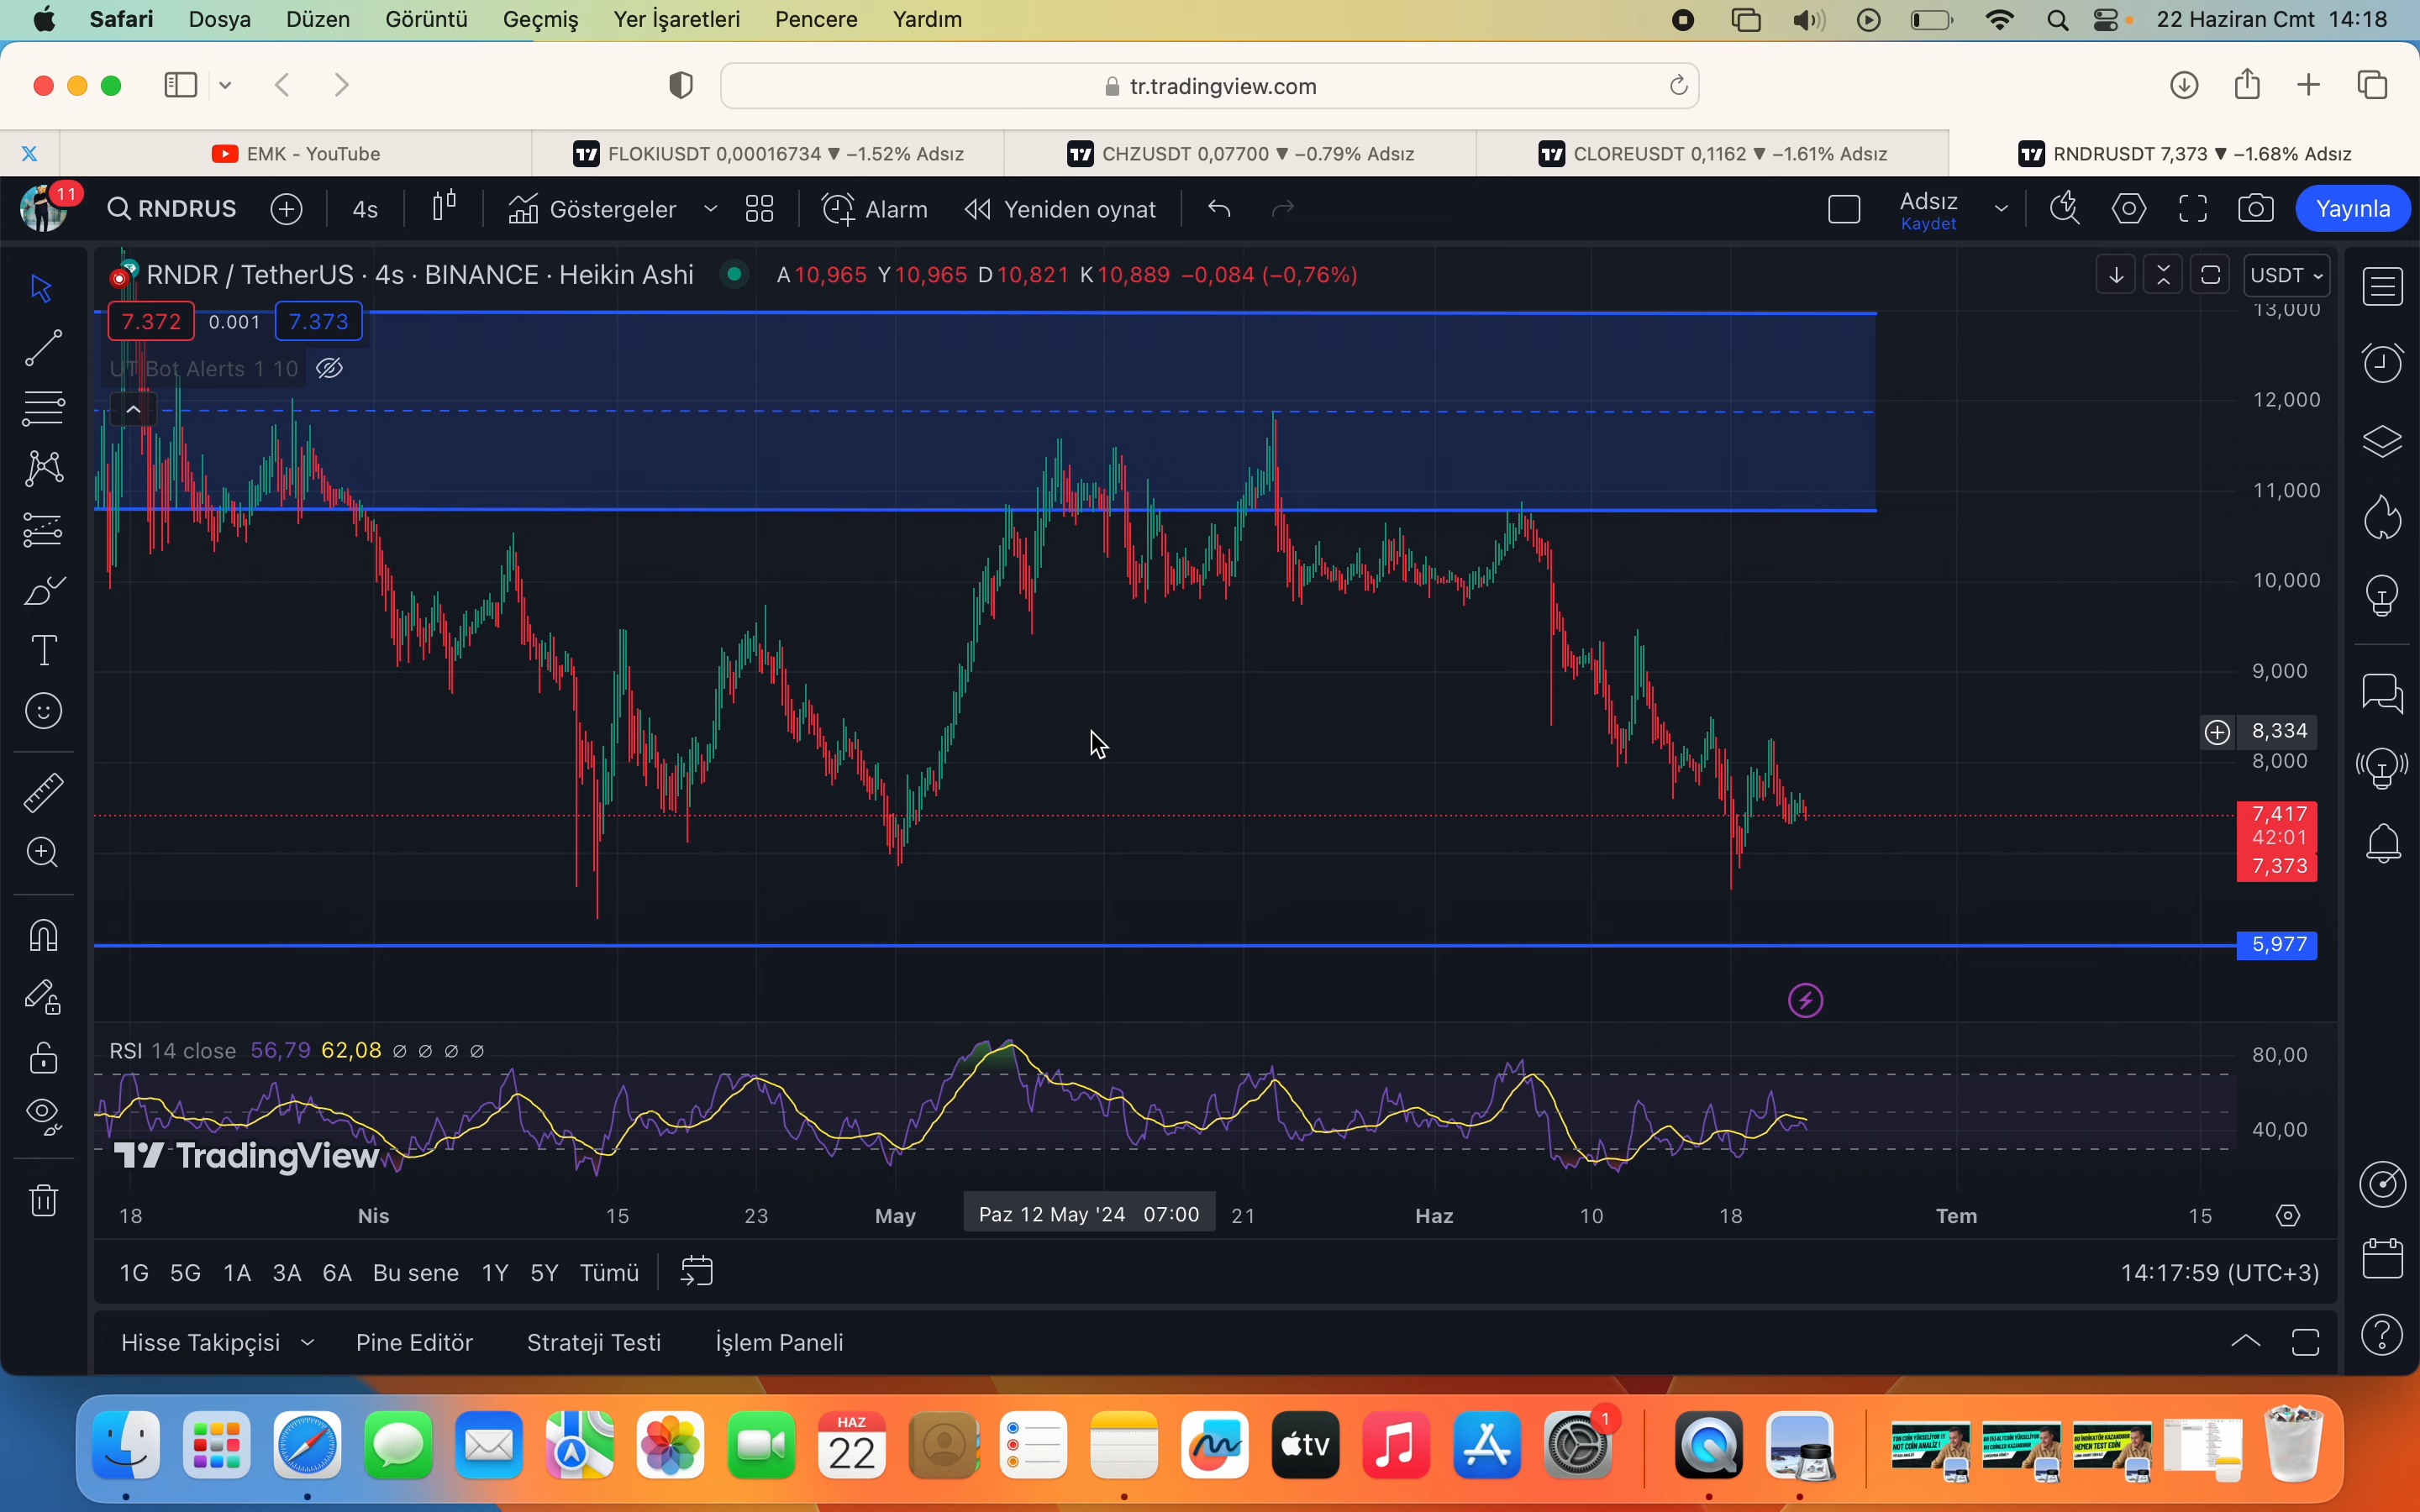 Safari Dosya Düzen Görüntü Geçmiş Yer İşaretleri Pencere Yardım 22 Haziran Cmt 14:18
tr.tradingview.com
EMK - YouTube FLOKIUSDT 0,00016734 ▼ −1.52% Adsız CHZUSDT 0,07700 ▼ −0.79% Adsız CLOREUSDT 0,1162 ▼ −1.61% Adsız RNDRUSDT 7,373 ▼ −1.68% Adsız
11 RNDRUS 4s Göstergeler Alarm Yeniden oynat Adsız Kaydet Yayınla
RNDR / TetherUS · 4s · BINANCE · Heikin Ashi A10,965 Y10,965 D10,821 K10,889 −0,084 (−0,76%) USDT
7.372 0.001 7.373
UT Bot Alerts 1 10
13,000
12,000
11,000
10,000
9,000
8,334
8,000
7,417
42:01
7,373
5,977
RSI 14 close 56,79 62,08 ∅ ∅ ∅ ∅
80,00
40,00
TradingView
18 Nis 15 23 May Paz 12 May '24 07:00 21 Haz 10 18 Tem 15
1G 5G 1A 3A 6A Bu sene 1Y 5Y Tümü 14:17:59 (UTC+3)
Hisse Takipçisi Pine Editör Strateji Testi İşlem Paneli
HAZ
22
tv
1